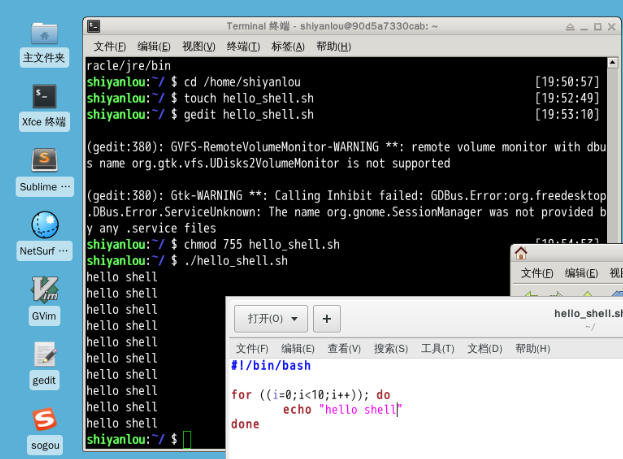 Terminal 终端 - shiyanlou@90d5a7330cab: ~
文件(F) 编辑(E) 视图(V) 终端(T) 标签(A) 帮助(H)
racle/jre/bin
shiyanlou:~/ $ cd /home/shiyanlou [19:50:57]
shiyanlou:~/ $ touch hello_shell.sh [19:52:49]
shiyanlou:~/ $ gedit hello_shell.sh [19:53:10]
(gedit:380): GVFS-RemoteVolumeMonitor-WARNING **: remote volume monitor with dbu
s name org.gtk.vfs.UDisks2VolumeMonitor is not supported
(gedit:380): Gtk-WARNING **: Calling Inhibit failed: GDBus.Error:org.freedesktop
.DBus.Error.ServiceUnknown: The name org.gnome.SessionManager was not provided b
y any .service files
shiyanlou:~/ $ chmod 755 hello_shell.sh [19:54:53]
shiyanlou:~/ $ ./hello_shell.sh
hello shell
hello shell
hello shell
hello shell
hello shell
hello shell
hello shell
hello shell
hello shell
hello shell
shiyanlou:~/ $
主文件夹
Xfce 终端
Sublime ...
NetSurf ...
GVim
gedit
sogou
文件(F) 编辑(E) 视
打开(O) + hello_shell.sh
~/
文件(F) 编辑(E) 查看(V) 搜索(S) 工具(T) 文档(D) 帮助(H)
#!/bin/bash
for ((i=0;i<10;i++)); do
echo "hello shell"
done